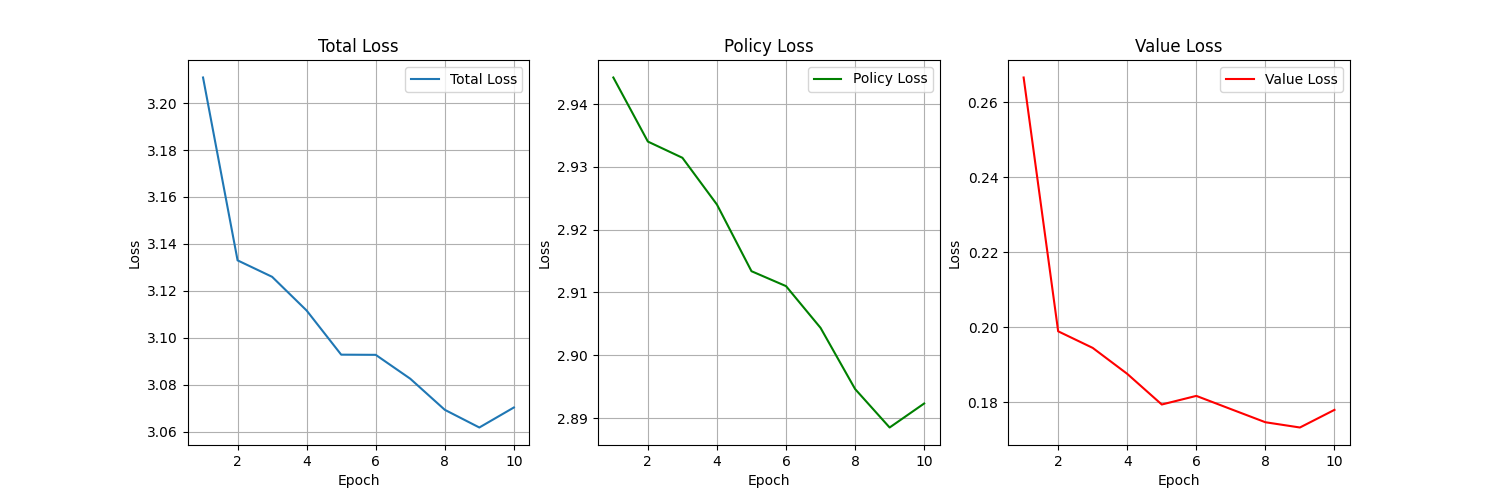 Total Loss
Total Loss
3.20
3.18
3.16
3.14
3.12
3.10
3.08
3.06
Loss
2
4
6
8
10
Epoch
Policy Loss
Policy Loss
2.94
2.93
2.92
2.91
2.90
2.89
Loss
2
4
6
8
10
Epoch
Value Loss
Value Loss
0.26
0.24
0.22
0.20
0.18
Loss
2
4
6
8
10
Epoch